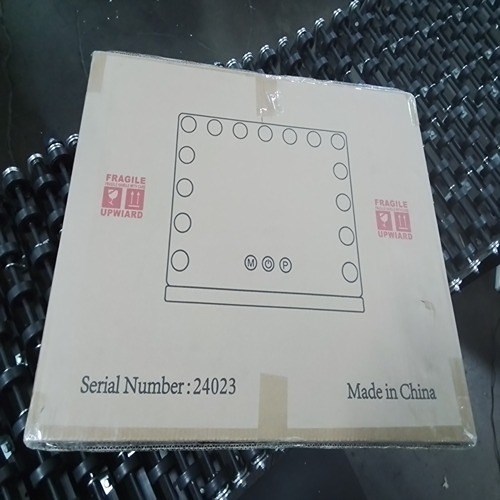 FRAGILE
UPWIARD
FRAGILE
UPWIARD
M P
Serial Number: 24023
Made in China